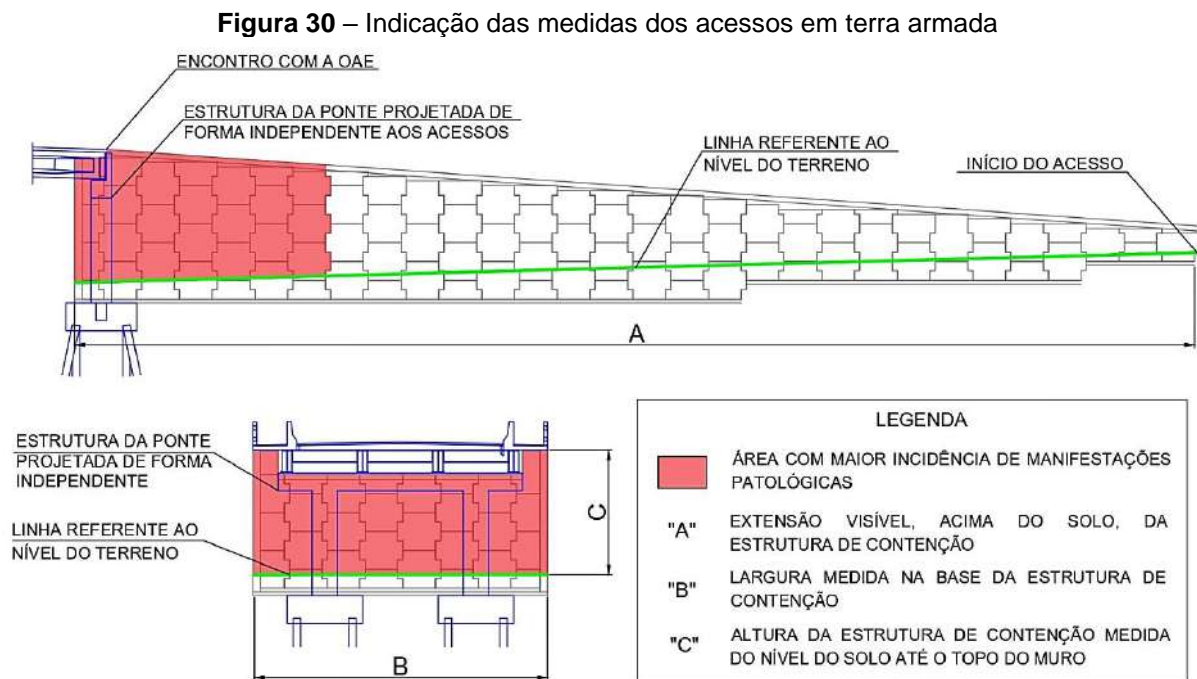 Figura 30 – Indicação das medidas dos acessos em terra armada
ENCONTRO COM A OAE
ESTRUTURA DA PONTE PROJETADA DE
FORMA INDEPENDENTE AOS ACESSOS
LINHA REFERENTE AO
NÍVEL DO TERRENO
INÍCIO DO ACESSO
A
ESTRUTURA DA PONTE
PROJETADA DE FORMA
INDEPENDENTE
LINHA REFERENTE AO
NÍVEL DO TERRENO
C
B
LEGENDA
ÁREA COM MAIOR INCIDÊNCIA DE MANIFESTAÇÕES
PATOLÓGICAS
"A" EXTENSÃO VISÍVEL, ACIMA DO SOLO, DA
ESTRUTURA DE CONTENÇÃO
"B" LARGURA MEDIDA NA BASE DA ESTRUTURA DE
CONTENÇÃO
"C" ALTURA DA ESTRUTURA DE CONTENÇÃO MEDIDA
DO NÍVEL DO SOLO ATÉ O TOPO DO MURO